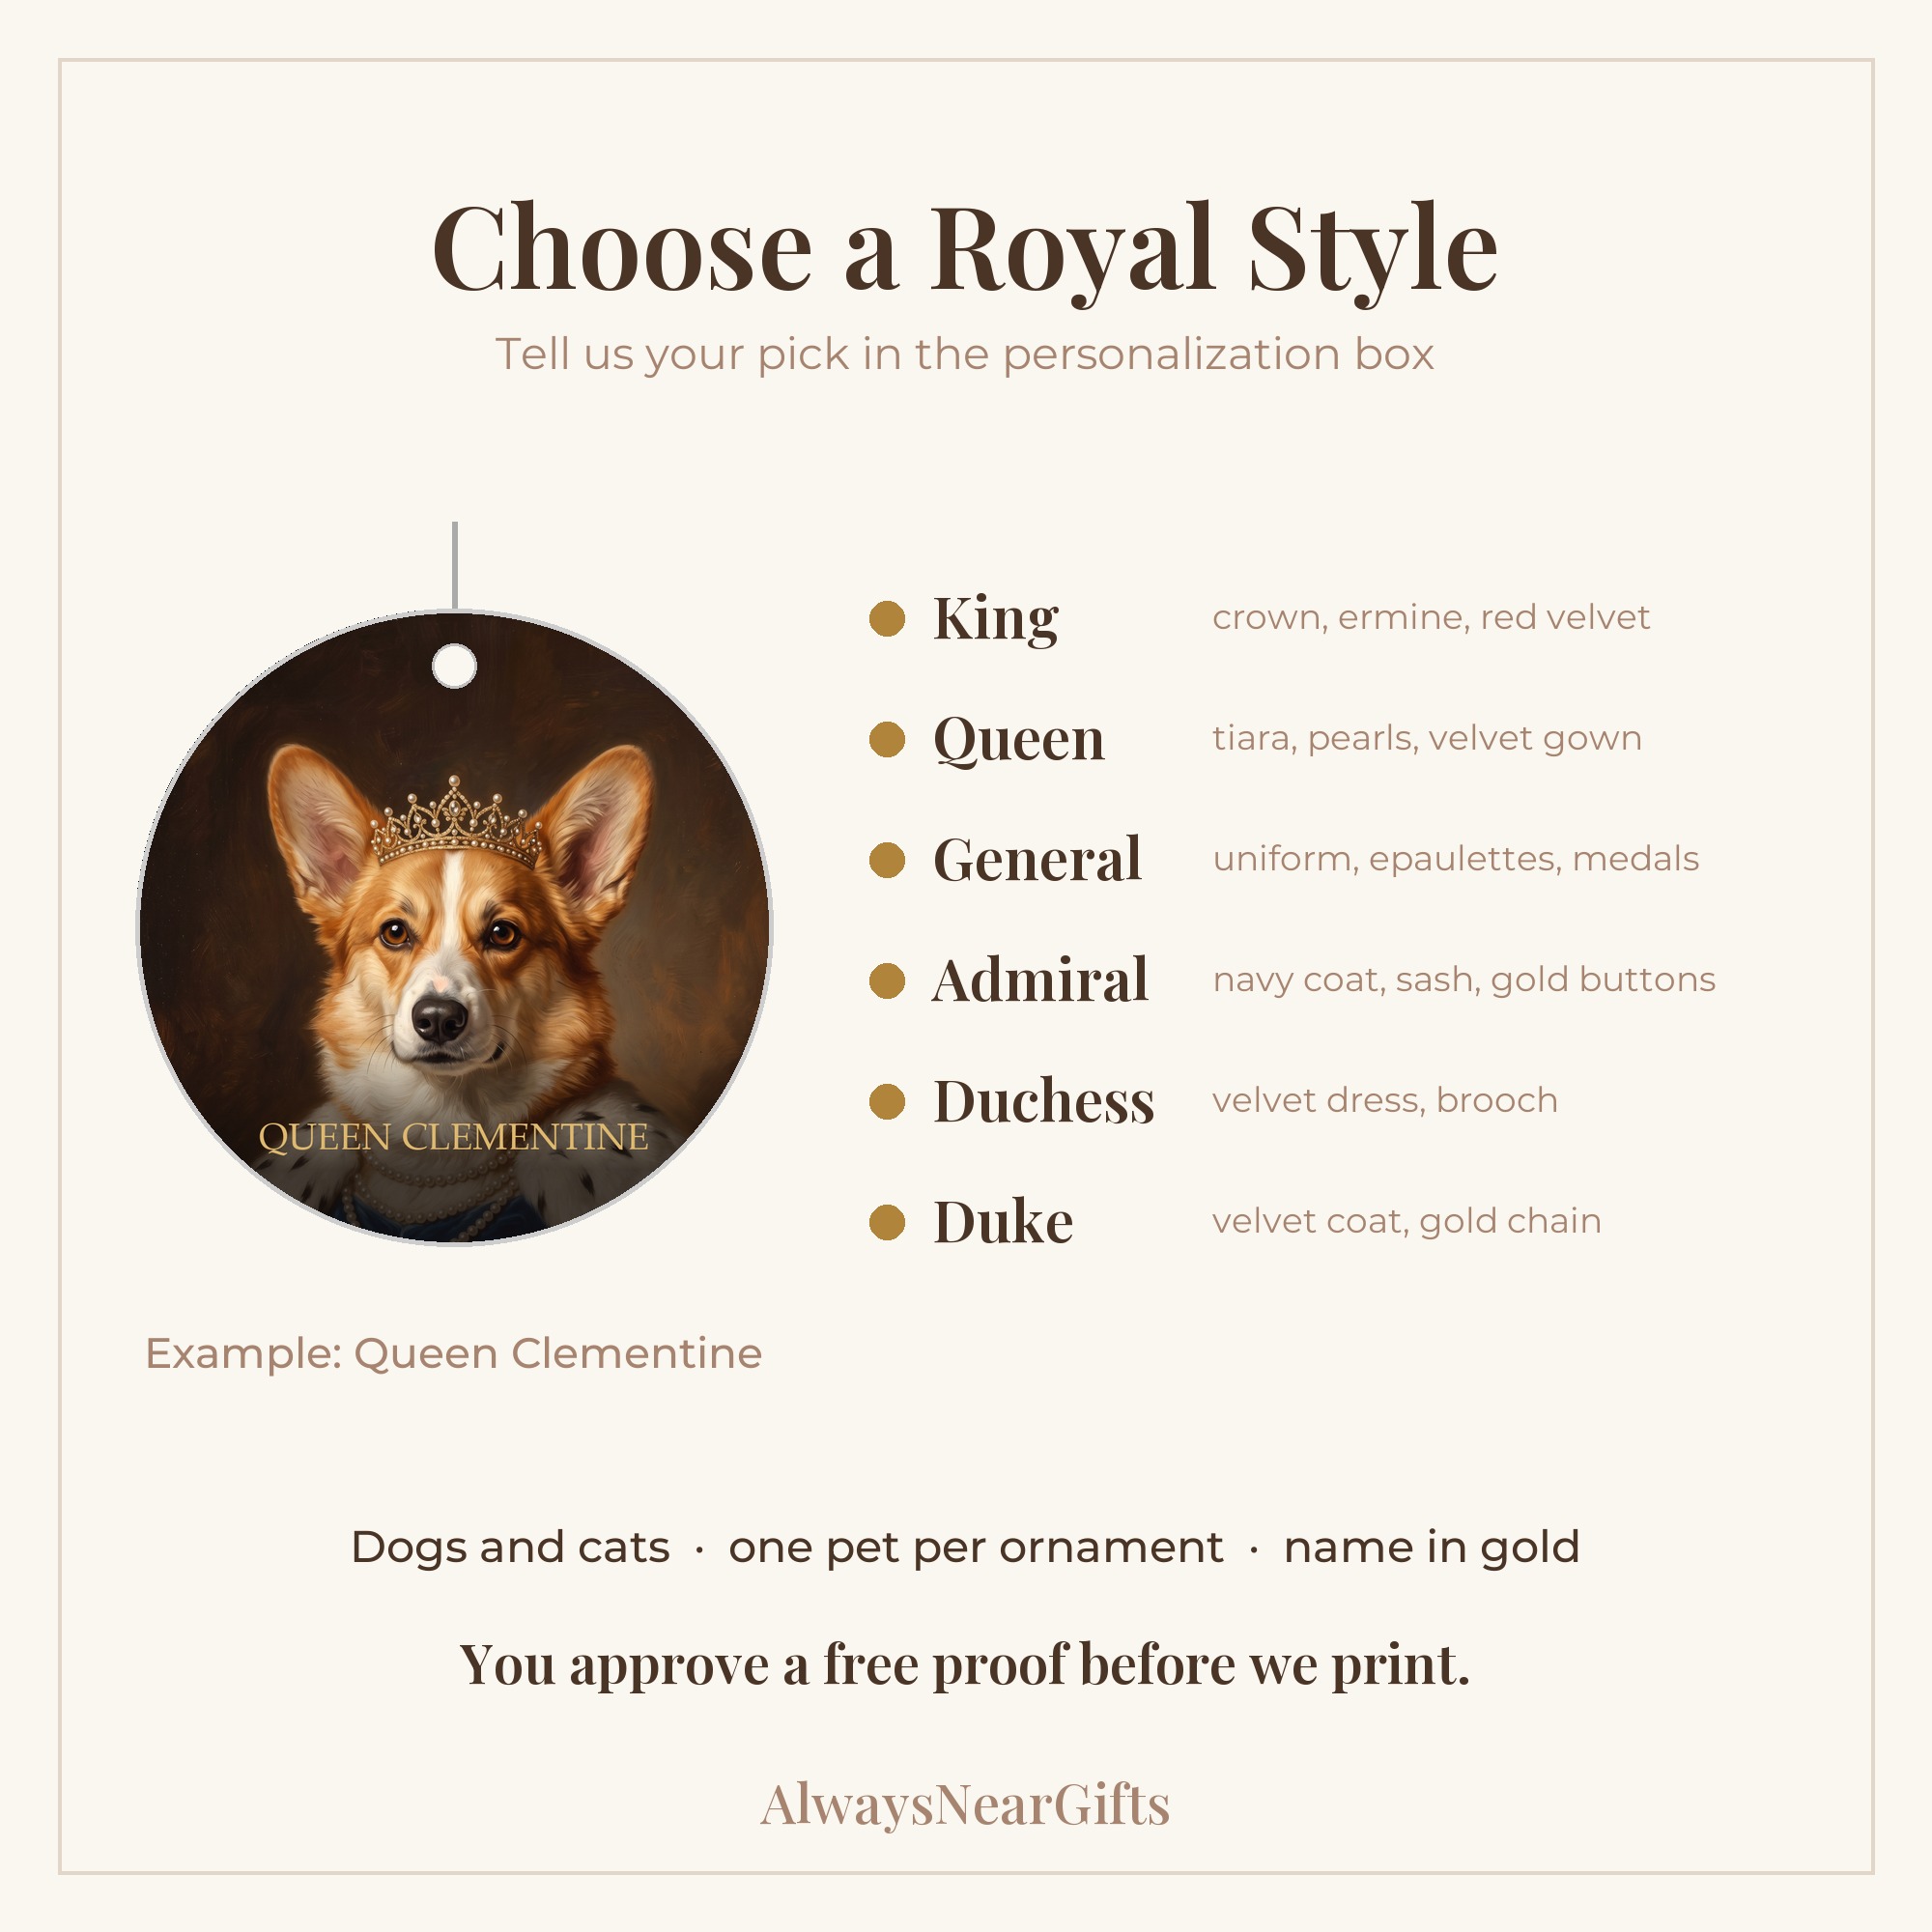 Choose a Royal Style
Tell us your pick in the personalization box
King crown, ermine, red velvet
Queen tiara, pearls, velvet gown
General uniform, epaulettes, medals
Admiral navy coat, sash, gold buttons
Duchess velvet dress, brooch
Duke velvet coat, gold chain
QUEEN CLEMENTINE
Example: Queen Clementine
Dogs and cats · one pet per ornament · name in gold
You approve a free proof before we print.
AlwaysNearGifts